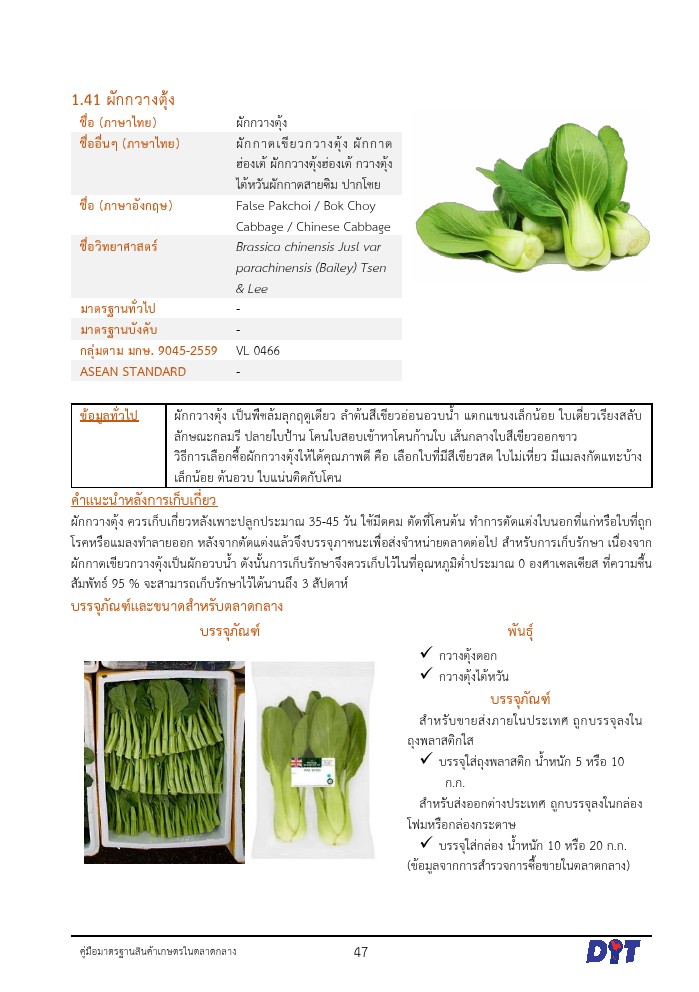 1.41 ผักกวางตุ้ง
ชื่อ (ภาษาไทย) ผักกวางตุ้ง
ชื่ออื่นๆ (ภาษาไทย) ผักกาดเขียวกวางตุ้ง ผักกาด
ฮ่องเต้ ผักกวางตุ้งฮ่องเต้ กวางตุ้ง
ไต้หวันผักกาดสายซิม ปากโชย
ชื่อ (ภาษาอังกฤษ) False Pakchoi / Bok Choy
Cabbage / Chinese Cabbage
ชื่อวิทยาศาสตร์ Brassica chinensis Jusl var
parachinensis (Bailey) Tsen
& Lee
มาตรฐานทั่วไป -
มาตรฐานบังคับ -
กลุ่มตาม มกษ. 9045-2559 VL 0466
ASEAN STANDARD -
ข้อมูลทั่วไป ผักกวางตุ้ง เป็นพืชล้มลุกฤดูเดียว ลำต้นสีเขียวอ่อนอวบน้ำ แตกแขนงเล็กน้อย ใบเดี่ยวเรียงสลับ
ลักษณะกลมรี ปลายใบป้าน โคนใบสอบเข้าหาโคนก้านใบ เส้นกลางใบสีเขียวออกขาว
วิธีการเลือกซื้อผักกวางตุ้งให้ได้คุณภาพดี คือ เลือกใบที่มีสีเขียวสด ใบไม่เหี่ยว มีแมลงกัดแทะบ้าง
เล็กน้อย ต้นอวบ ใบแน่นติดกับโคน
คำแนะนำหลังการเก็บเกี่ยว
ผักกวางตุ้ง ควรเก็บเกี่ยวหลังเพาะปลูกประมาณ 35-45 วัน ใช้มีดคม ตัดที่โคนต้น ทำการตัดแต่งใบนอกที่แก่หรือใบที่ถูก
โรคหรือแมลงทำลายออก หลังจากตัดแต่งแล้วจึงบรรจุภาชนะเพื่อส่งจำหน่ายตลาดต่อไป สำหรับการเก็บรักษา เนื่องจาก
ผักกาดเขียวกวางตุ้งเป็นผักอวบน้ำ ดังนั้นการเก็บรักษาจึงควรเก็บไว้ในที่อุณหภูมิต่ำประมาณ 0 องศาเซลเซียส ที่ความชื้น
สัมพัทธ์ 95 % จะสามารถเก็บรักษาไว้ได้นานถึง 3 สัปดาห์
บรรจุภัณฑ์และขนาดสำหรับตลาดกลาง
บรรจุภัณฑ์
พันธุ์
✓ กวางตุ้งดอก
✓ กวางตุ้งไต้หวัน
บรรจุภัณฑ์
สำหรับขายส่งภายในประเทศ ถูกบรรจุลงใน
ถุงพลาสติกใส
✓ บรรจุใส่ถุงพลาสติก น้ำหนัก 5 หรือ 10
ก.ก.
สำหรับส่งออกต่างประเทศ ถูกบรรจุลงในกล่อง
โฟมหรือกล่องกระดาษ
✓ บรรจุใส่กล่อง น้ำหนัก 10 หรือ 20 ก.ก.
(ข้อมูลจากการสำรวจการซื้อขายในตลาดกลาง)
คู่มือมาตรฐานสินค้าเกษตรในตลาดกลาง 47 DIT